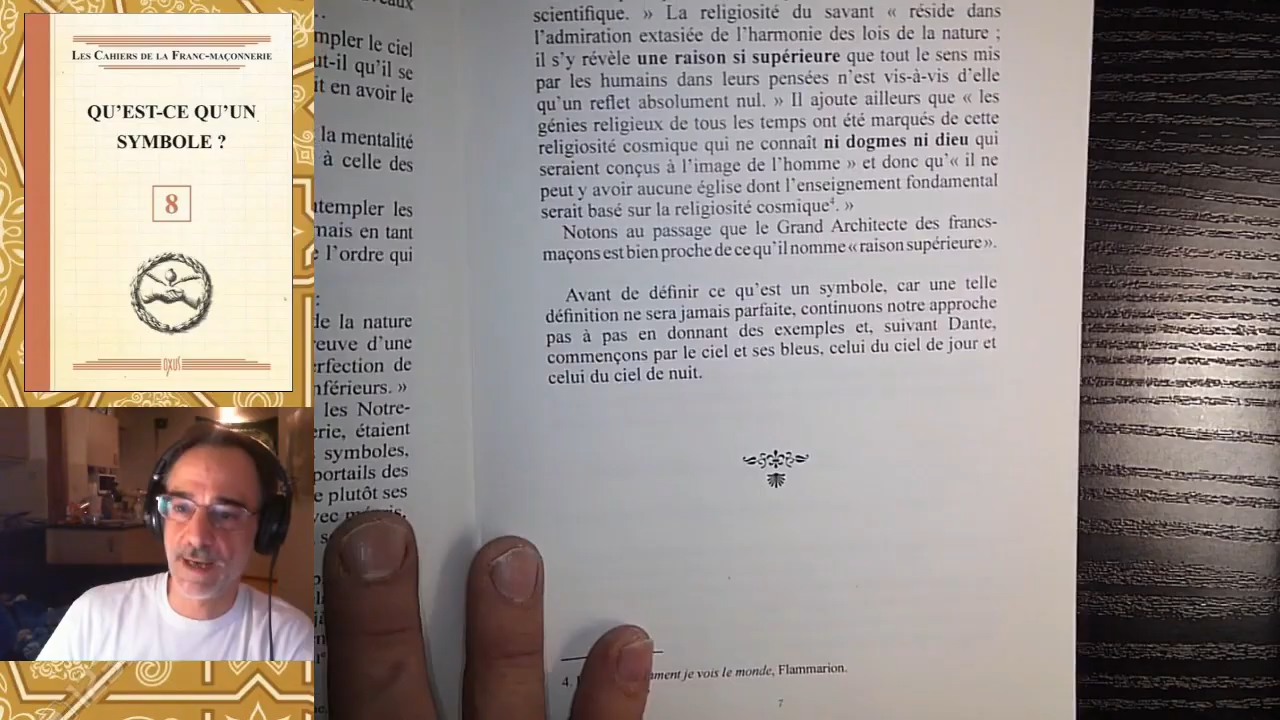 LES CAHIERS DE LA FRANC-MAÇONNERIE
QU'EST-CE QU'UN
SYMBOLE ?
8
OXUS
mpler le ciel
ut-il qu'il se
it en avoir le
la mentalité
à celle des
templer les
mais en tant
l'ordre qui
:
de la nature
reuve d'une
rfection de
nférieurs. »
les Notre-
erie, étaient
symboles,
portails des
e plutôt ses
scientifique. » La religiosité du savant « réside dans
l'admiration extasiée de l'harmonie des lois de la nature ;
il s'y révèle une raison si supérieure que tout le sens mis
par les humains dans leurs pensées n'est vis-à-vis d'elle
qu'un reflet absolument nul. » Il ajoute ailleurs que « les
génies religieux de tous les temps ont été marqués de cette
religiosité cosmique qui ne connaît ni dogmes ni dieu qui
seraient conçus à l'image de l'homme » et donc qu'« il ne
peut y avoir aucune église dont l'enseignement fondamental
serait basé sur la religiosité cosmique⁴. »
Notons au passage que le Grand Architecte des francs-
maçons est bien proche de ce qu'il nomme « raison supérieure ».
Avant de définir ce qu'est un symbole, car une telle
définition ne sera jamais parfaite, continuons notre approche
pas à pas en donnant des exemples et, suivant Dante,
commençons par le ciel et ses bleus, celui du ciel de jour et
celui du ciel de nuit.
4. je vois le monde, Flammarion.
7